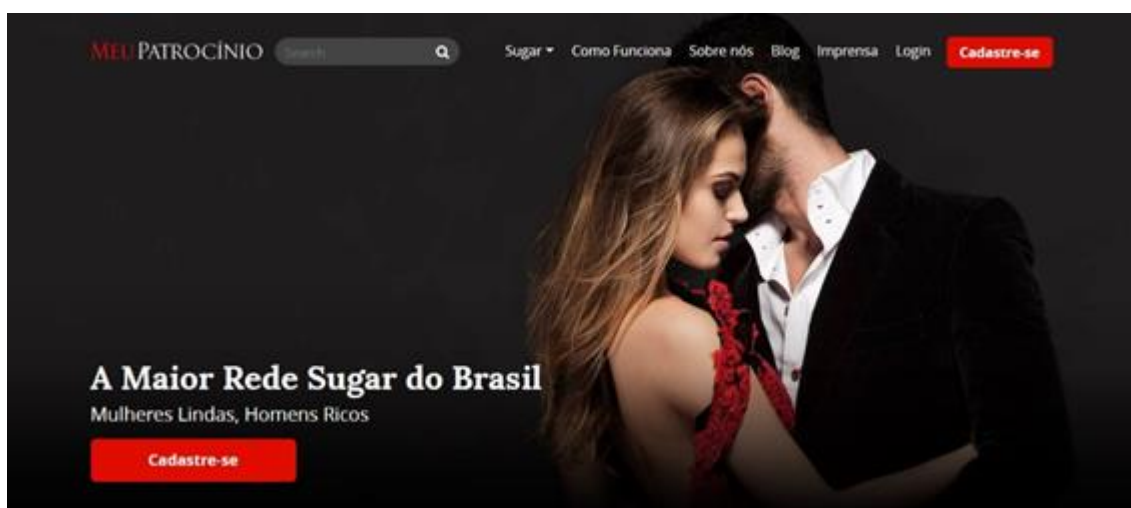 MEU PATROCÍNIO Search Sugar Como Funciona Sobre nós Blog Imprensa Login Cadastre-se
A Maior Rede Sugar do Brasil
Mulheres Lindas, Homens Ricos
Cadastre-se